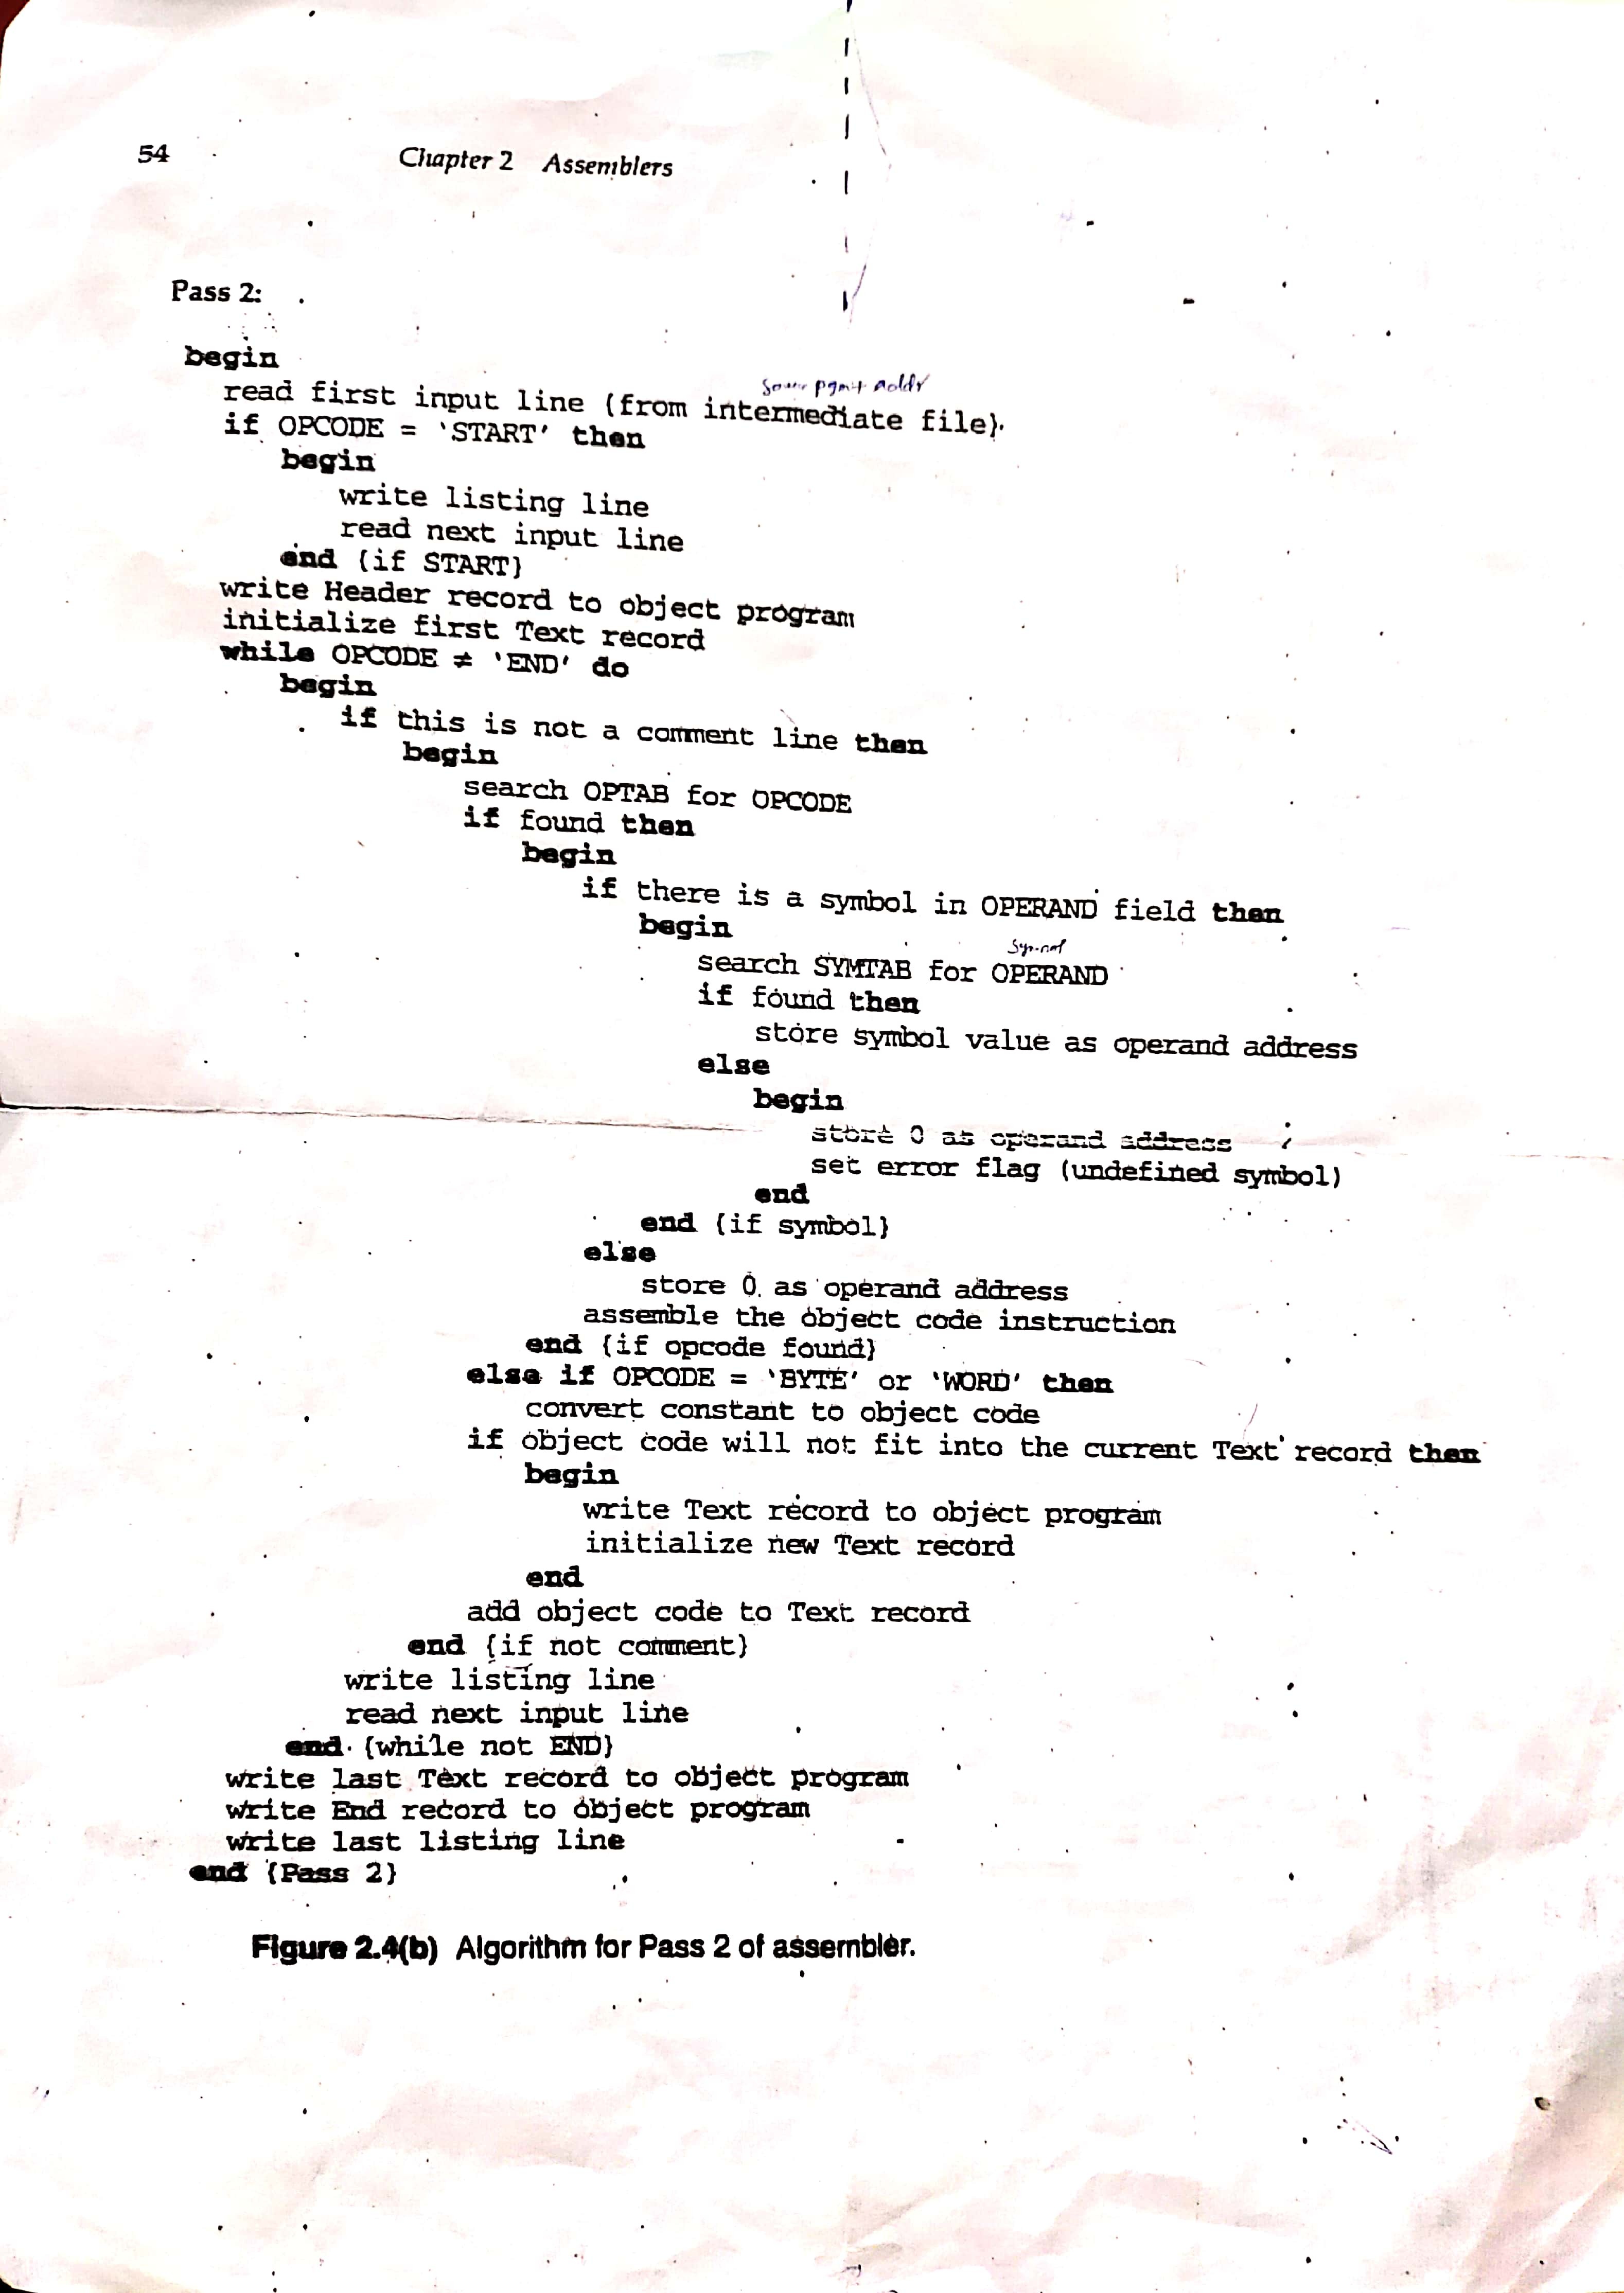 54 Chapter 2 Assemblers
Pass 2:
begin
addr
read first input line {from intermediate file}
if OPCODE = 'START' then
begin
write listing line
read next input line
end {if START}
write Header record to object program
initialize first Text record
while OPCODE ≠ 'END' do
begin
if this is not a comment line then
begin
search OPTAB for OPCODE
if found then
begin
if there is a symbol in OPERAND field then
begin
search SYMTAB for OPERAND
if found then
store symbol value as operand address
else
begin
store 0 as operand address
set error flag (undefined symbol)
end
end {if symbol}
else
store 0 as operand address
assemble the object code instruction
end {if opcode found}
else if OPCODE = 'BYTE' or 'WORD' then
convert constant to object code
if object code will not fit into the current Text record then
begin
write Text record to object program
initialize new Text record
end
add object code to Text record
end {if not comment}
write listing line
read next input line
end {while not END}
write last Text record to object program
write End record to object program
write last listing line
end {Pass 2}
Figure 2.4(b) Algorithm for Pass 2 of assembler.